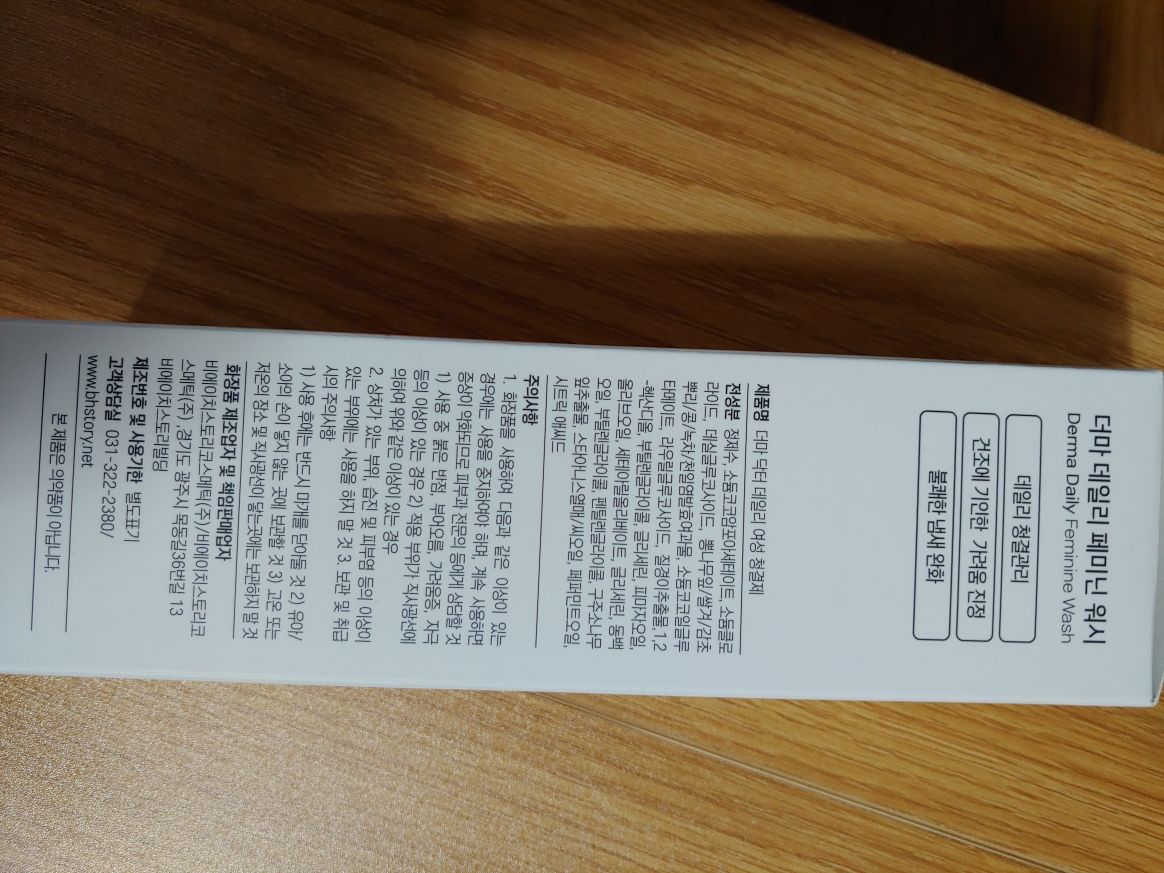 더마 데일리 페미닌 워시
Derma Daily Feminine Wash
데일리 청결관리
건조에 기인한 가려움 진정
불쾌한 냄새 완화
제품명 더마 닥터 데일리 여성 청결제
전성분 정제수, 소듐코코암포아세테이트, 소듐클로
라이드, 데실글루코사이드, 뽕나무잎/쌀겨/감초
뿌리/콩/녹차/천일염발효여과물, 소듐코코일글루
타메이트, 라우릴글루코사이드, 질경이추출물, 1,2
-헥산다이올, 부틸렌글라이콜, 글리세린, 피마자오일,
올리브오일, 세테아릴올리베이트, 글리세린, 동백
오일, 부틸렌글라이콜, 펜틸렌글라이콜, 구주소나무
잎추출물, 스타아니스열매/씨오일, 페퍼민트오일,
시트릭애씨드
주의사항
1. 화장품을 사용하여 다음과 같은 이상이 있는
경우에는 사용을 중지하여야 하며, 계속 사용하면
증상이 악화되므로 피부과 전문의 등에게 상담할 것
1) 사용 중 붉은 반점, 부어오름, 가려움증, 자극
등의 이상이 있는 경우 2) 적용 부위가 직사광선에
의하여 위와 같은 이상이 있는 경우
2. 상처가 있는 부위, 습진 및 피부염 등의 이상이
있는 부위에는 사용을 하지 말 것 3. 보관 및 취급
시의 주의사항
1) 사용 후에는 반드시 마개를 닫아둘 것 2) 유아/
소아의 손이 닿지 않는 곳에 보관할 것 3) 고온 또는
저온의 장소 및 직사광선이 닿는곳에는 보관하지 말 것
화장품 제조업자 및 책임판매업자
비에이치스토리코스메틱(주)/비에이치스토리코
스메틱(주), 경기도 광주시 목동길36번길 13
비에이치스토리빌딩
제조번호 및 사용기한 별도표기
고객상담실 031-322-2380/
www.bhstory.net
본 제품은 의약품이 아닙니다.